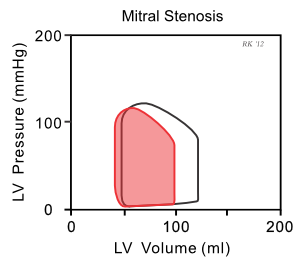 Mitral Stenosis
200
RK '12
100
0
LV Pressure (mmHg)
0
100
200
LV Volume (ml)